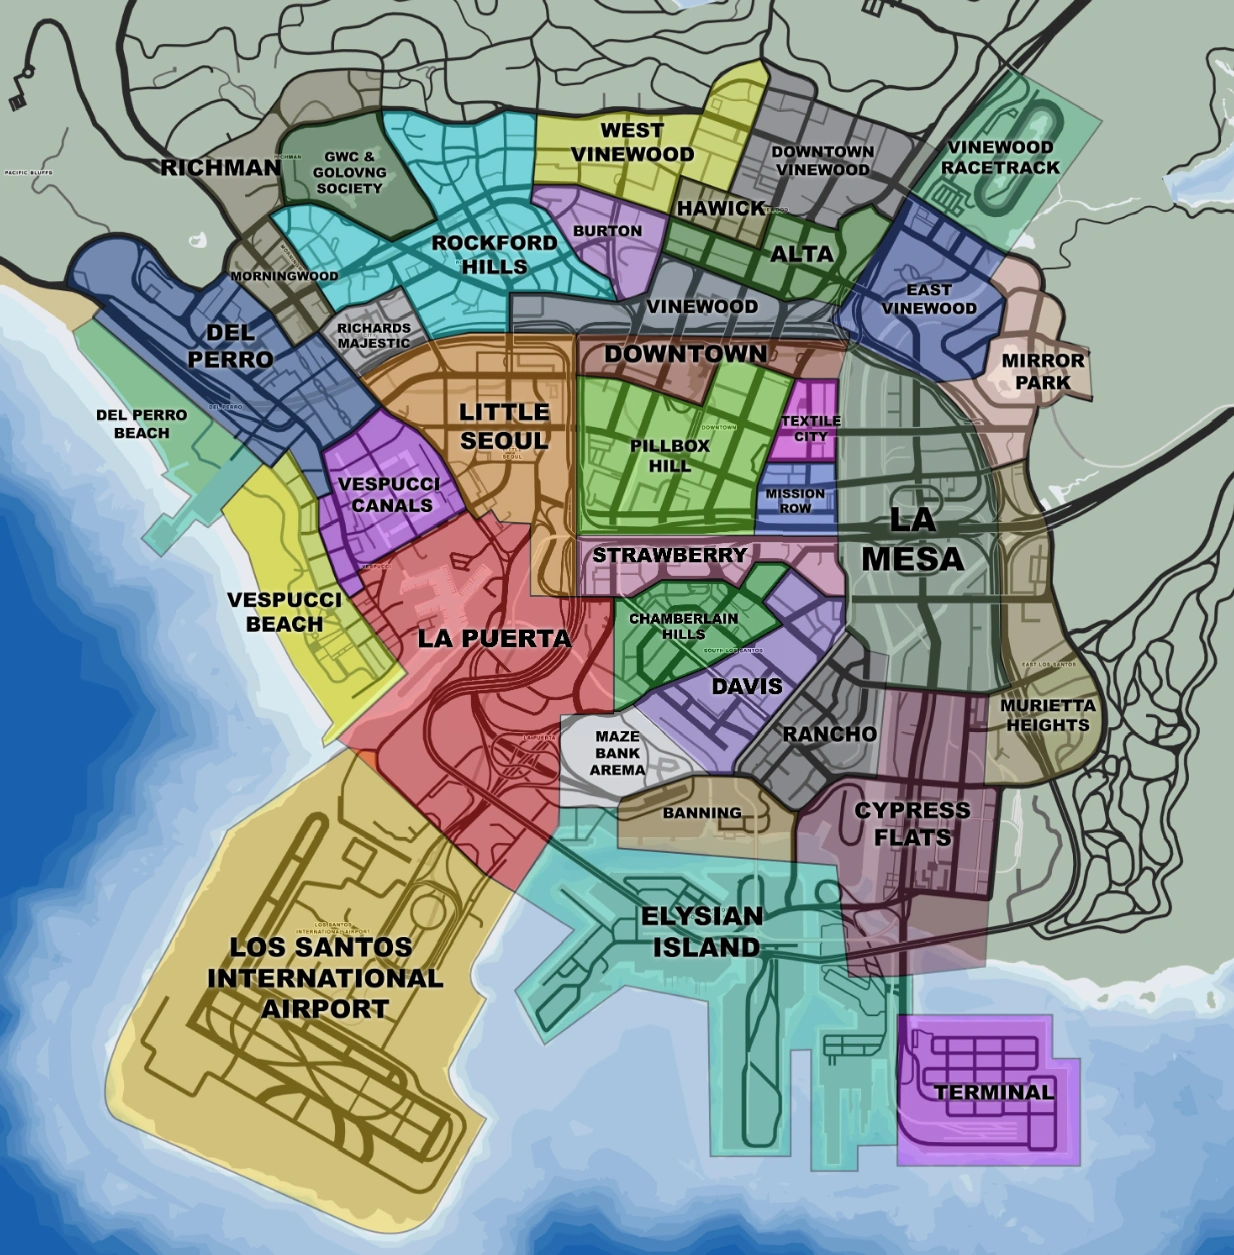 WEST
VINEWOOD
DOWNTOWN
VINEWOOD
VINEWOOD
RACETRACK
RICHMAN
GWC &
GOLOVNG
SOCIETY
PACIFIC BLUFFS
HAWICK
BURTON
ROCKFORD
HILLS
ALTA
MORNINGWOOD
EAST
VINEWOOD
VINEWOOD
RICHARDS
MAJESTIC
DEL
PERRO
DOWNTOWN
MIRROR
PARK
DEL PERRO
DEL PERRO
BEACH
LITTLE
SEOUL
SEOUL
TEXTILE
CITY
DOWNTOWN
PILLBOX
HILL
VESPUCCI
CANALS
MISSION
ROW
LA
MESA
STRAWBERRY
VESPUCCI
VESPUCCI
BEACH
CHAMBERLAIN
HILLS
SOUTH LOS SANTOS
LA PUERTA
EAST LOS SANTOS
DAVIS
MURIETTA
HEIGHTS
RANCHO
LA PUERTA
MAZE
BANK
AREMA
BANNING
CYPRESS
FLATS
ELYSIAN
ISLAND
LOS SANTOS
INTERNATIONAL AIRPORT
LOS SANTOS
INTERNATIONAL
AIRPORT
TERMINAL